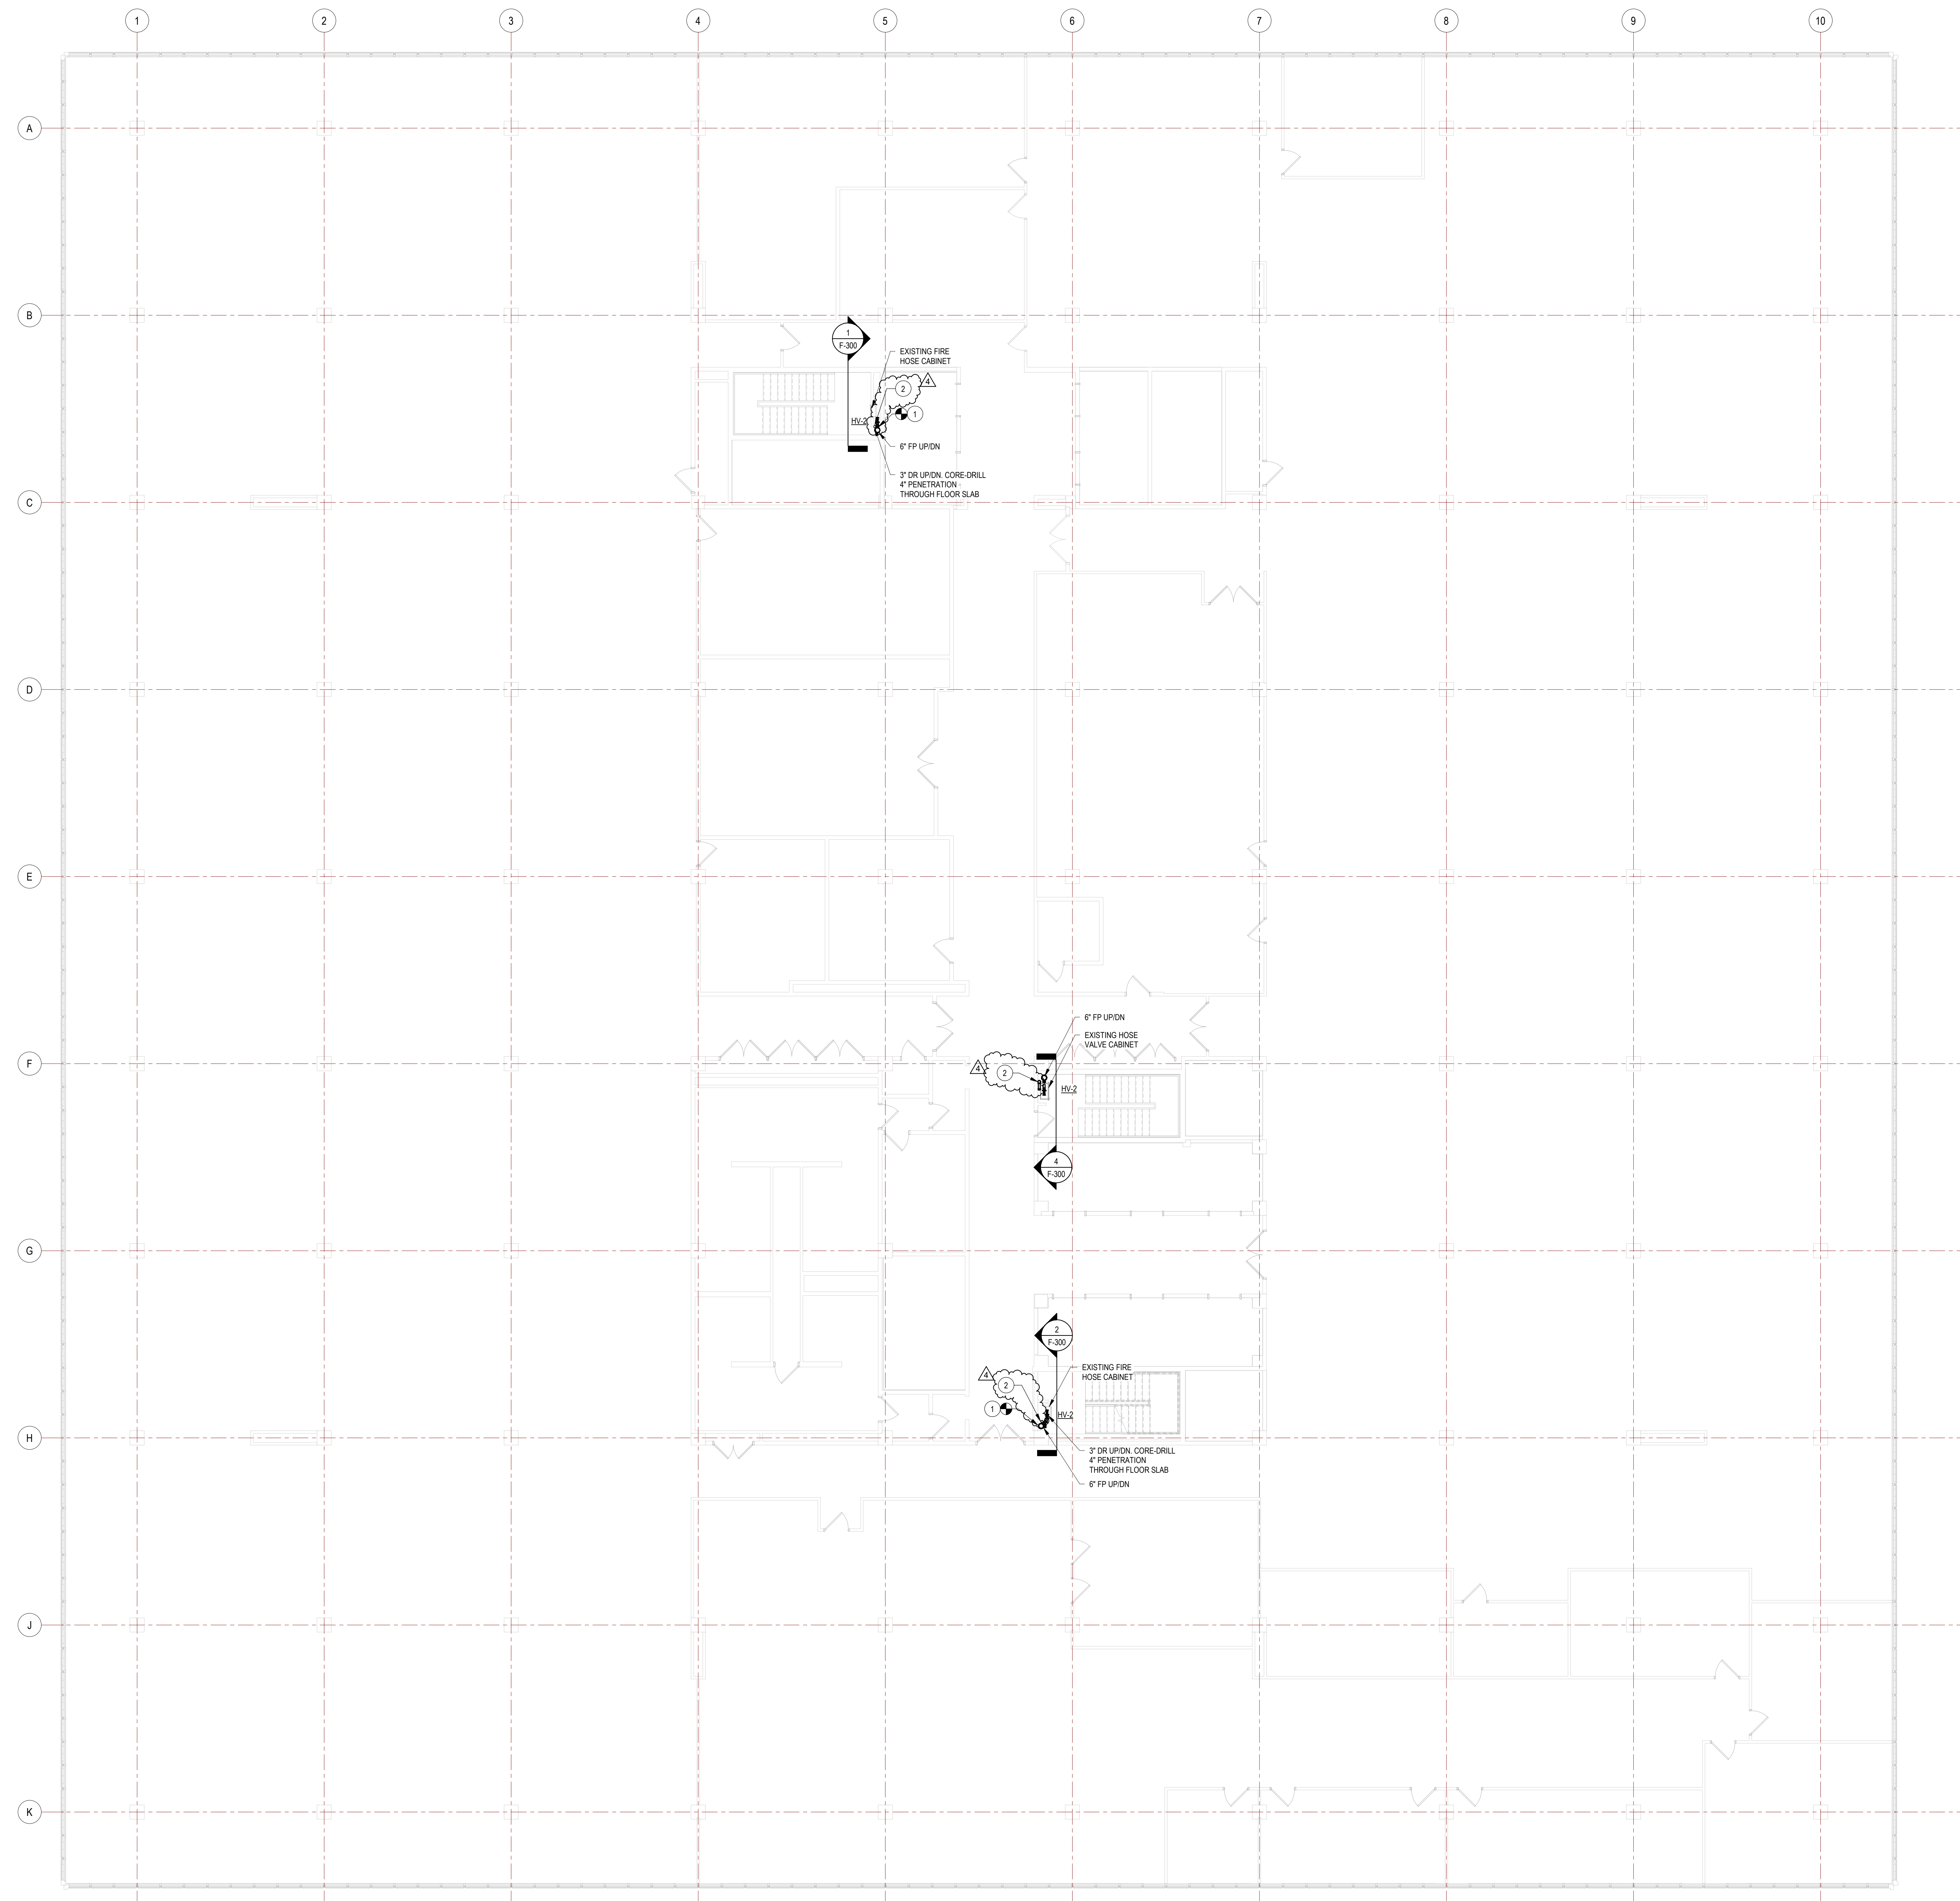 1
2
3
4
5
6
7
8
9
10
A
B
1
F-300
EXISTING FIRE
HOSE CABINET
4
2
1
HV-2
6" FP UP/DN
3" DR UP/DN. CORE-DRILL
4" PENETRATION
THROUGH FLOOR SLAB
C
D
E
6" FP UP/DN
EXISTING HOSE
VALVE CABINET
F
4
2
HV-2
4
F-300
G
2
F-300
EXISTING FIRE
HOSE CABINET
4
2
1
HV-2
H
3" DR UP/DN. CORE-DRILL
4" PENETRATION
THROUGH FLOOR SLAB
6" FP UP/DN
J
K